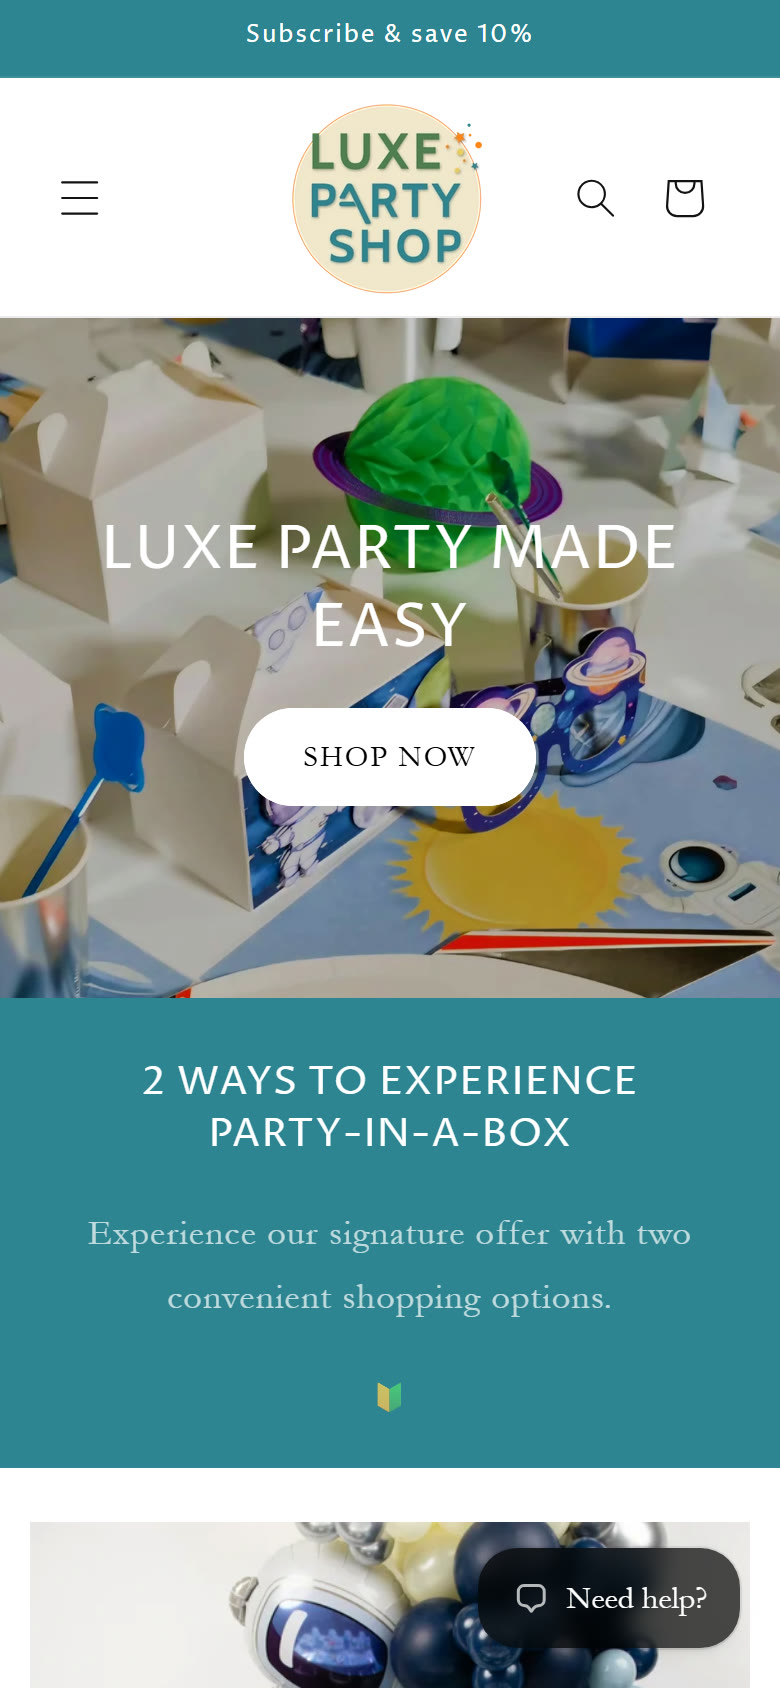 Subscribe & save 10%
LUXE
PARTY
SHOP
LUXE PARTY MADE
EASY
SHOP NOW
2 WAYS TO EXPERIENCE
PARTY-IN-A-BOX
Experience our signature offer with two
convenient shopping options.
Need help?